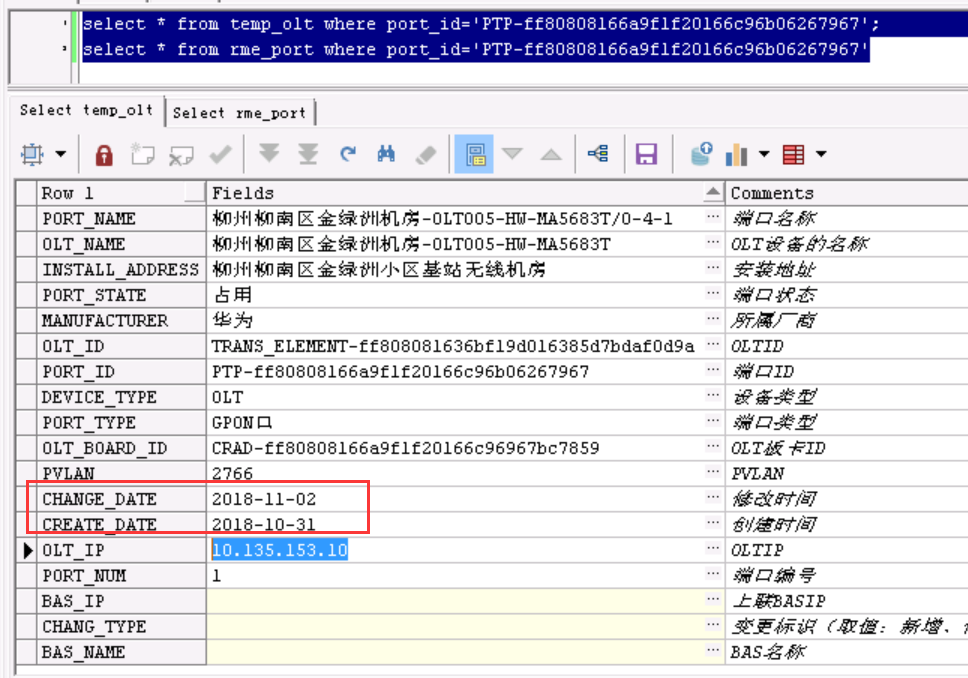 select * from temp_olt where port_id='PTP-ff80808166a9f1f20166c96b06267967';
select * from rme_port where port_id='PTP-ff80808166a9f1f20166c96b06267967'
Select temp_olt Select rme_port
Row 1 Fields Comments
PORT_NAME 柳州柳南区金绿洲机房-OLT005-HW-MA5683T/0-4-1 ... 端口名称
OLT_NAME 柳州柳南区金绿洲机房-OLT005-HW-MA5683T ... OLT设备的名称
INSTALL_ADDRESS 柳州柳南区金绿洲小区基站无线机房 ... 安装地址
PORT_STATE 占用 ... 端口状态
MANUFACTURER 华为 ... 所属厂商
OLT_ID TRANS_ELEMENT-ff808081636bf19d016385d7bdaf0d9a ... OLTID
PORT_ID PTP-ff80808166a9f1f20166c96b06267967 ... 端口ID
DEVICE_TYPE OLT ... 设备类型
PORT_TYPE GPON口 ... 端口类型
OLT_BOARD_ID CRAD-ff80808166a9f1f20166c96967bc7859 ... OLT板卡ID
PVLAN 2766 ... PVLAN
CHANGE_DATE 2018-11-02 ... 修改时间
CREATE_DATE 2018-10-31 ... 创建时间
OLT_IP 10.135.153.10 ... OLTIP
PORT_NUM 1 ... 端口编号
BAS_IP ... 上联BASIP
CHANG_TYPE ... 变更标识（取值：新增、
BAS_NAME ... BAS名称